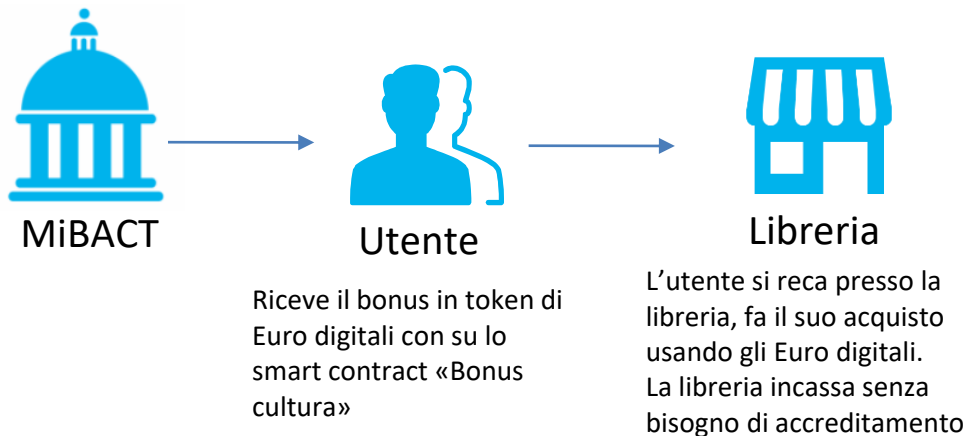 MiBACT
Utente
Riceve il bonus in token di
Euro digitali con su lo
smart contract «Bonus
cultura»
Libreria
L’utente si reca presso la
libreria, fa il suo acquisto
usando gli Euro digitali.
La libreria incassa senza
bisogno di accreditamento